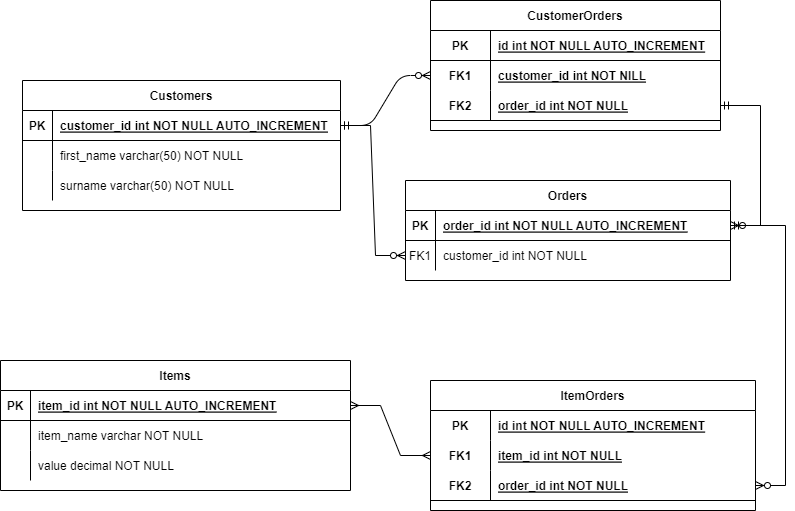 CustomerOrders
PK id int NOT NULL AUTO_INCREMENT
FK1 customer_id int NOT NILL
FK2 order_id int NOT NULL
Customers
PK customer_id int NOT NULL AUTO_INCREMENT
first_name varchar(50) NOT NULL
surname varchar(50) NOT NULL
Orders
PK order_id int NOT NULL AUTO_INCREMENT
FK1 customer_id int NOT NULL
Items
PK item_id int NOT NULL AUTO_INCREMENT
item_name varchar NOT NULL
value decimal NOT NULL
ItemOrders
PK id int NOT NULL AUTO_INCREMENT
FK1 item_id int NOT NULL
FK2 order_id int NOT NULL